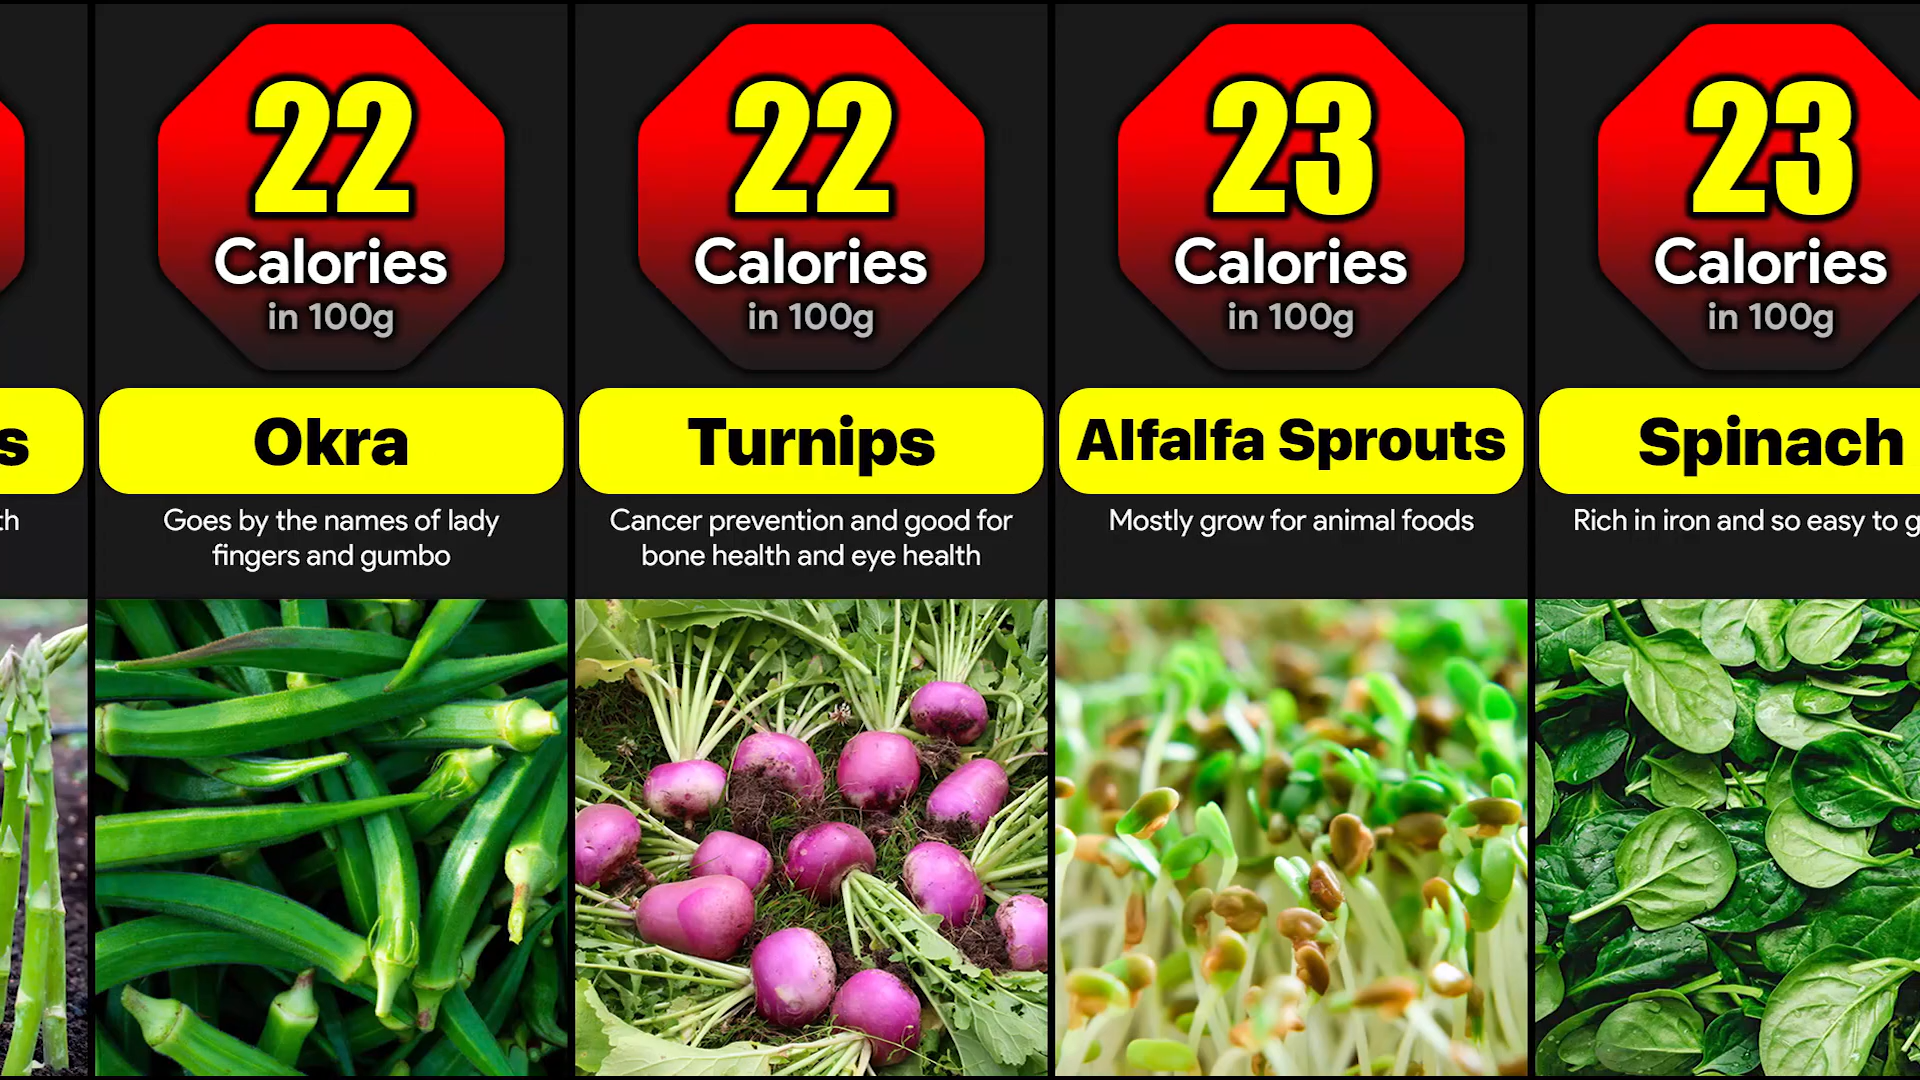 s
th
22
Calories
in 100g
Okra
Goes by the names of lady
fingers and gumbo
22
Calories
in 100g
Turnips
Cancer prevention and good for
bone health and eye health
23
Calories
in 100g
Alfalfa Sprouts
Mostly grow for animal foods
23
Calories
in 100g
Spinach
Rich in iron and so easy to g